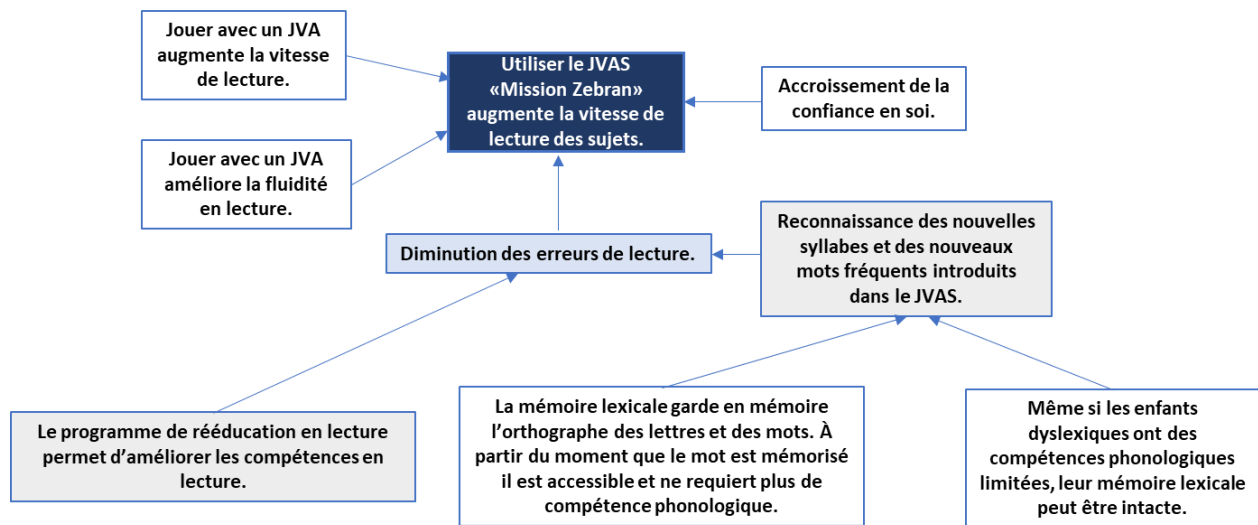 Jouer avec un JVA
augmente la vitesse
de lecture.
Utiliser le JVAS
«Mission Zebran»
augmente la vitesse de
lecture des sujets.
Accroissement de la
confiance en soi.
Jouer avec un JVA
améliore la fluidité
en lecture.
Diminution des erreurs de lecture.
Reconnaissance des nouvelles
syllabes et des nouveaux
mots fréquents introduits
dans le JVAS.
Le programme de rééducation en lecture
permet d’améliorer les compétences en
lecture.
La mémoire lexicale garde en mémoire
l’orthographe des lettres et des mots. À
partir du moment que le mot est mémorisé
il est accessible et ne requiert plus de
compétence phonologique.
Même si les enfants
dyslexiques ont des
compétences phonologiques
limitées, leur mémoire lexicale
peut être intacte.